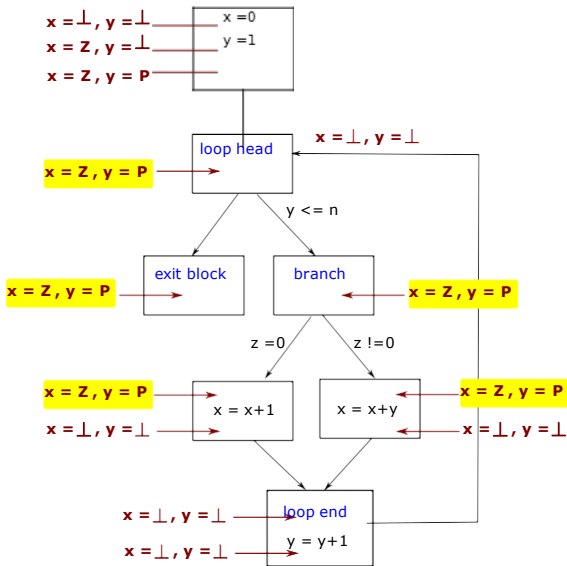 x = ⊥ , y = ⊥
x =0
x = Z , y = ⊥
y =1
x = Z , y = P
x = ⊥ , y = ⊥
loop head
x = Z , y = P
y <= n
exit block
branch
x = Z , y = P
x = Z , y = P
z =0
z !=0
x = Z , y = P
x = Z , y = P
x = x+1
x = x+y
x = ⊥ , y = ⊥
x = ⊥ , y = ⊥
x = ⊥ , y = ⊥
loop end
y = y+1
x = ⊥ , y = ⊥